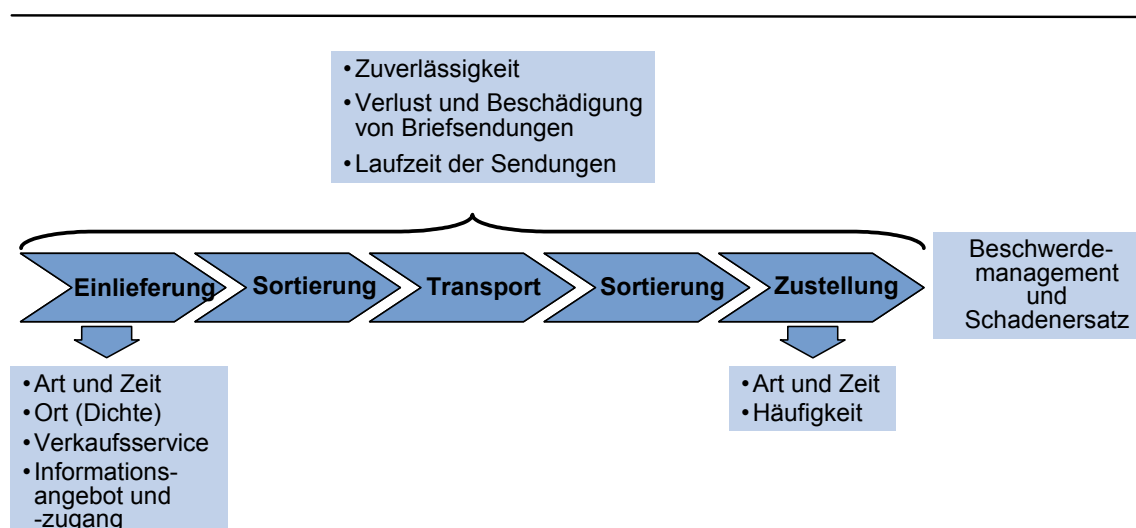 • Zuverlässigkeit
• Verlust und Beschädigung
von Briefsendungen
• Laufzeit der Sendungen
Einlieferung
Sortierung
Transport
Sortierung
Zustellung
Beschwerde-
management
und
Schadenersatz
• Art und Zeit
• Ort (Dichte)
• Verkaufsservice
• Informations-
angebot und
-zugang
• Art und Zeit
• Häufigkeit